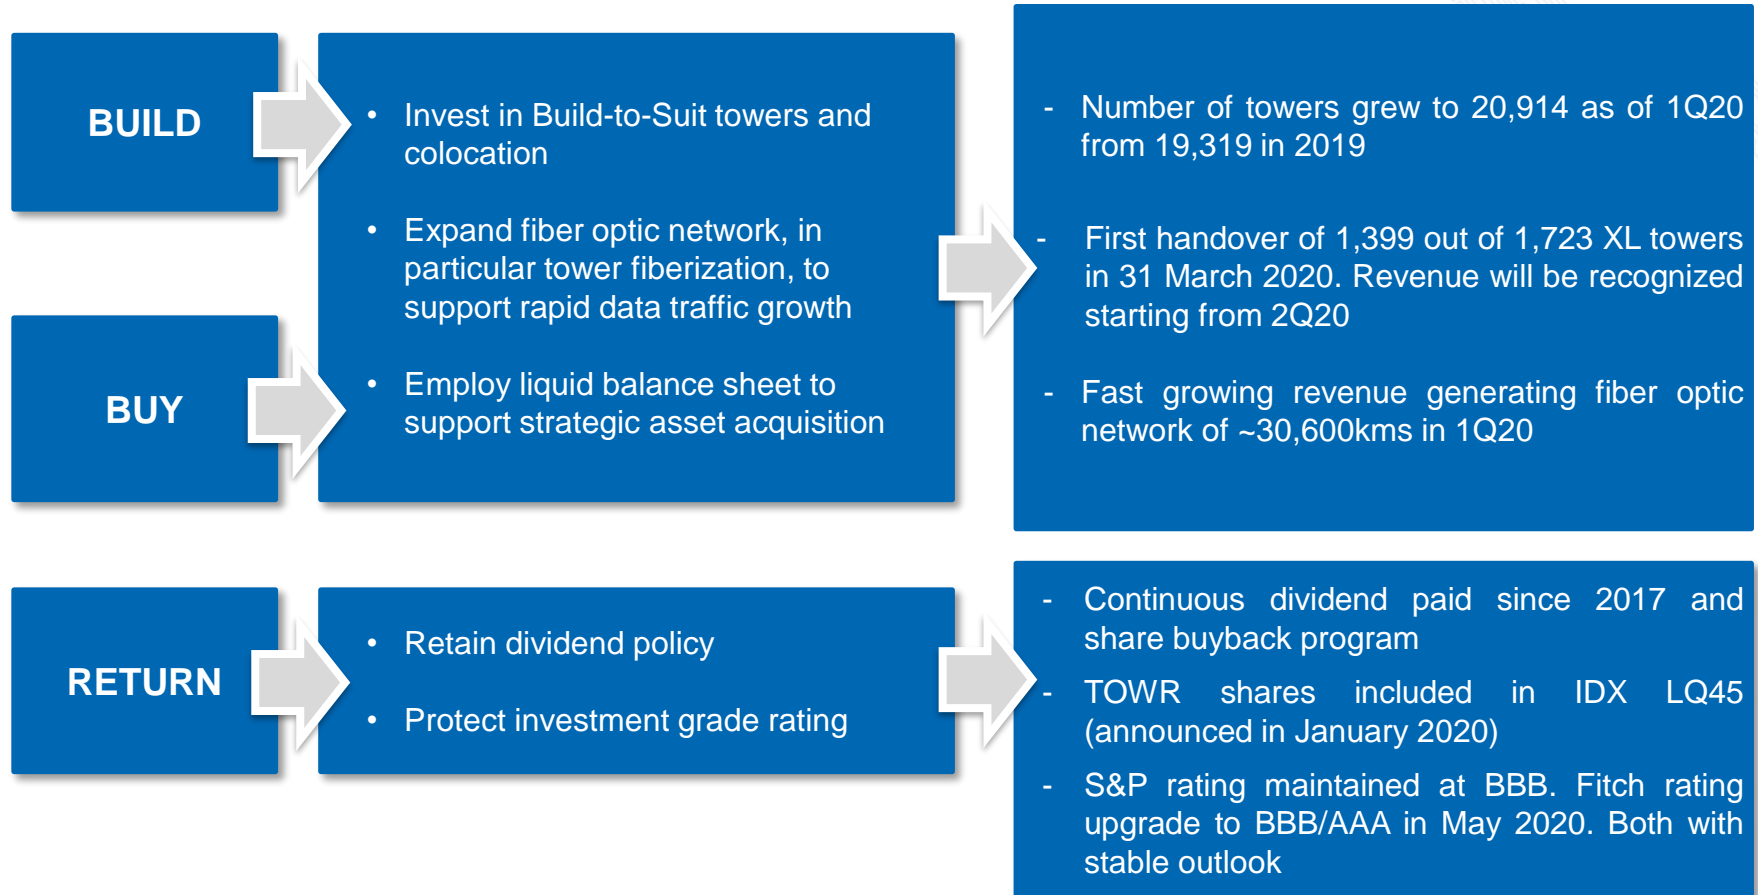 BUILD
• Invest in Build-to-Suit towers and
colocation
• Expand fiber optic network, in
particular tower fiberization, to
support rapid data traffic growth
BUY
• Employ liquid balance sheet to
support strategic asset acquisition
- Number of towers grew to 20,914 as of 1Q20
from 19,319 in 2019
- First handover of 1,399 out of 1,723 XL towers
in 31 March 2020. Revenue will be recognized
starting from 2Q20
- Fast growing revenue generating fiber optic
network of ~30,600kms in 1Q20
RETURN
• Retain dividend policy
• Protect investment grade rating
- Continuous dividend paid since 2017 and
share buyback program
- TOWR shares included in IDX LQ45
(announced in January 2020)
- S&P rating maintained at BBB. Fitch rating
upgrade to BBB/AAA in May 2020. Both with
stable outlook